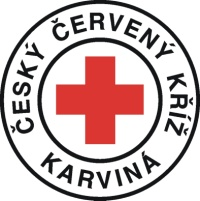 ČESKÝ ČERVENÝ KŘÍŽ
KARVINÁ